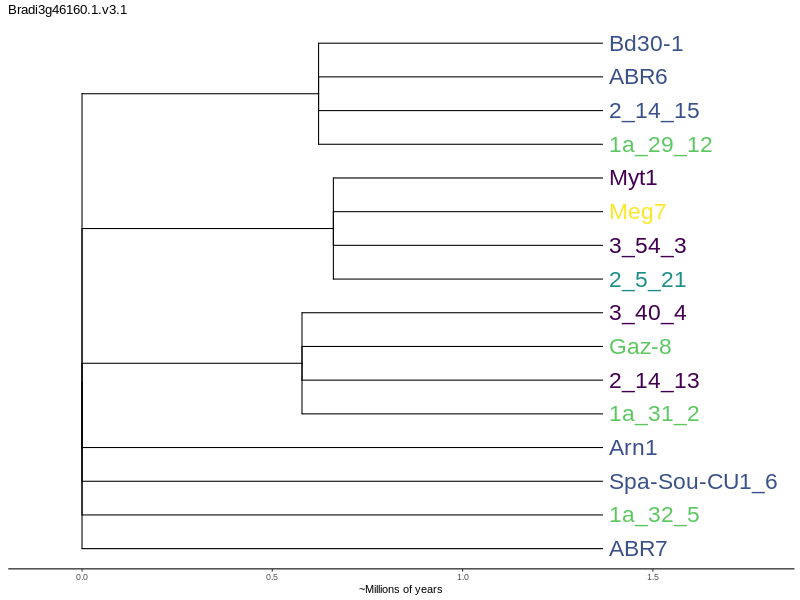 Bradi3g46160.1.v3.1
Bd30-1
ABR6
2_14_15
1a_29_12
Myt1
Meg7
3_54_3
2_5_21
3_40_4
Gaz-8
2_14_13
1a_31_2
Arn1
Spa-Sou-CU1_6
1a_32_5
ABR7
0.0 0.5 1.0 1.5
~Millions of years